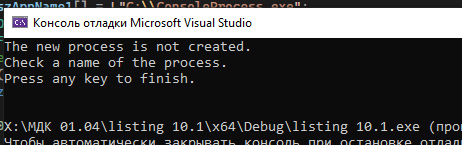 szAppName1[] = L"C:\\ConsoleProcess.exe";
Консоль отладки Microsoft Visual Studio
The new process is not created.
Check a name of the process.
Press any key to finish.
X:\МДК 01.04\listing 10.1\x64\Debug\listing 10.1.exe (про
Чтобы автоматически закрывать консоль при остановке отлад